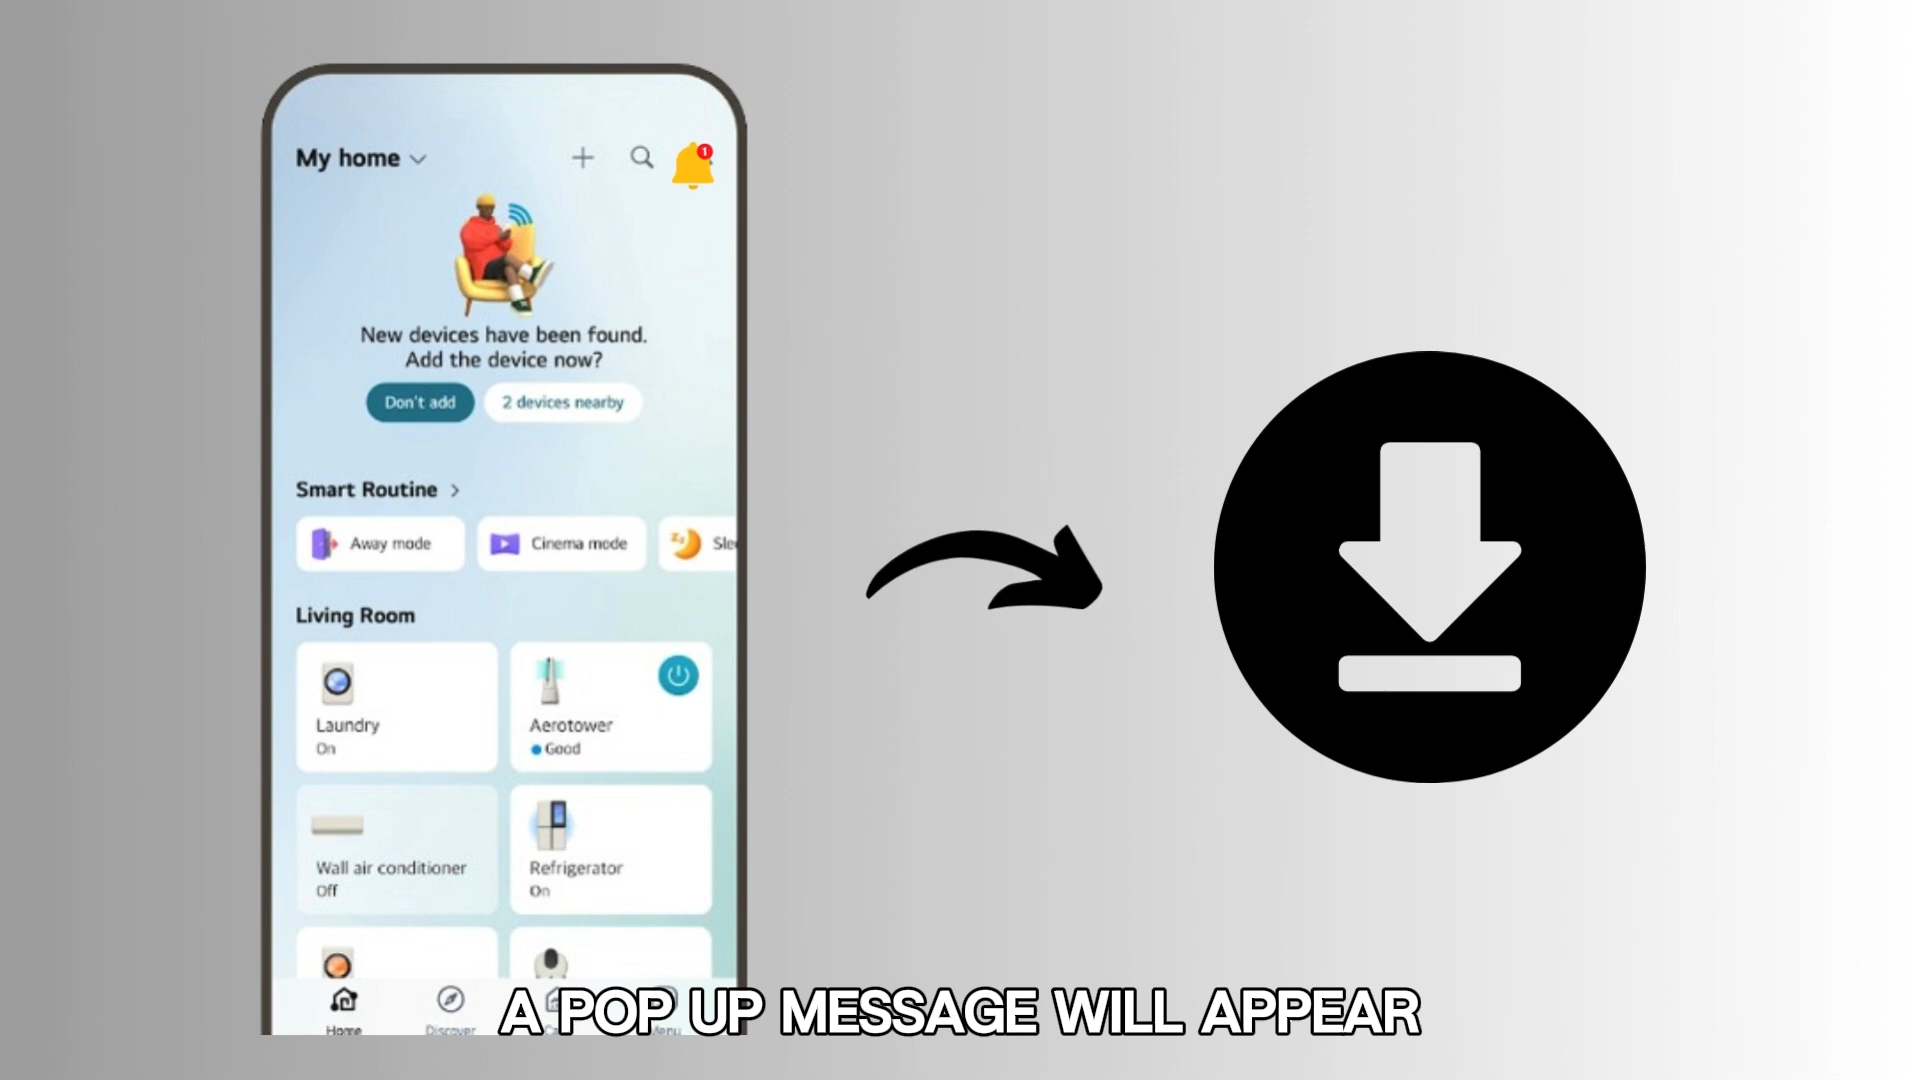 My home
1
New devices have been found.
Add the device now?
Don't add
2 devices nearby
Smart Routine
Away mode
Cinema mode
Living Room
Laundry
On
Aerotower
Good
Wall air conditioner
Off
Refrigerator
On
Home
Discover
Menu
A POP UP MESSAGE WILL APPEAR